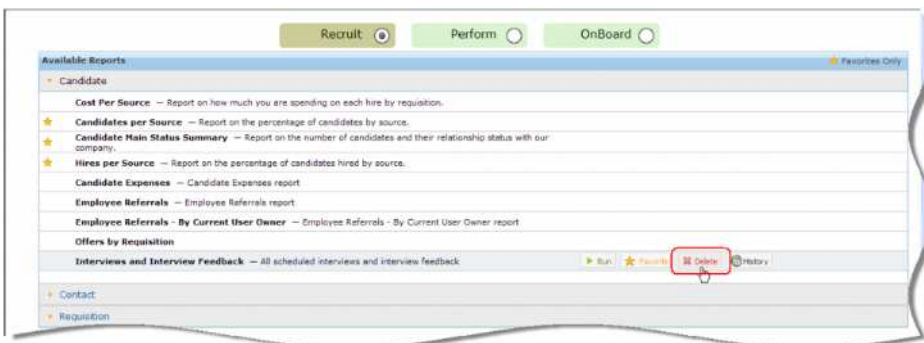 Recruit Perform OnBoard
Available Reports Favorites Only
Candidate
Cost Per Source — Report on how much you are spending on each hire by requisition.
Candidates per Source — Report on the percentage of candidates by source.
Candidate Main Status Summary — Report on the number of candidates and their relationship status with our
company.
Hires per Source — Report on the percentage of candidates hired by source.
Candidate Expenses — Candidate Expenses report
Employee Referrals — Employee Referrals report
Employee Referrals - By Current User Owner — Employee Referrals - By Current User Owner report
Offers by Requisition
Interviews and Interview Feedback — All scheduled interviews and interview feedback Run Favorite Delete History
Contact
Requisition